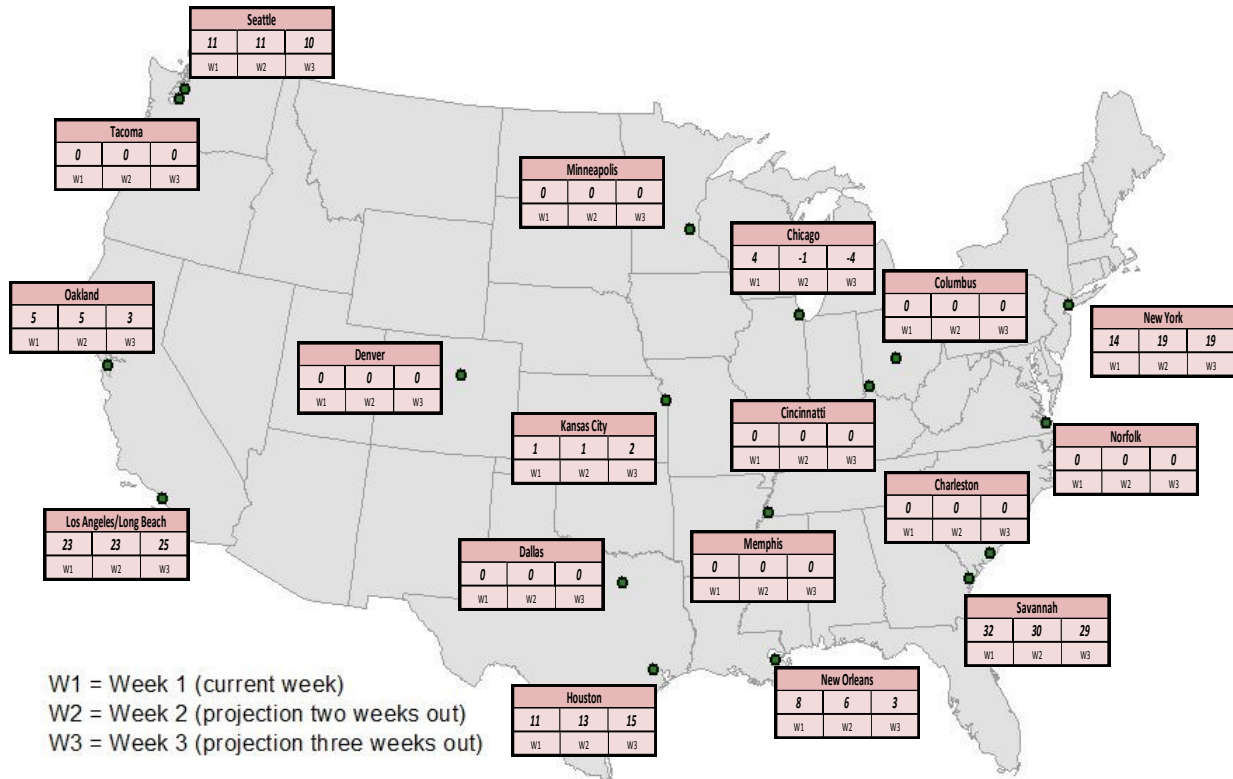 Seattle
11 11 10
W1 W2 W3
Tacoma
0 0 0
W1 W2 W3
Minneapolis
0 0 0
W1 W2 W3
Chicago
4 -1 -4
W1 W2 W3
Columbus
0 0 0
W1 W2 W3
Oakland
5 5 3
W1 W2 W3
New York
14 19 19
W1 W2 W3
Denver
0 0 0
W1 W2 W3
Kansas City
1 1 2
W1 W2 W3
Cincinnatti
0 0 0
W1 W2 W3
Norfolk
0 0 0
W1 W2 W3
Charleston
0 0 0
W1 W2 W3
Los Angeles/Long Beach
23 23 25
W1 W2 W3
Dallas
0 0 0
W1 W2 W3
Memphis
0 0 0
W1 W2 W3
Savannah
32 30 29
W1 W2 W3
New Orleans
8 6 3
W1 W2 W3
Houston
11 13 15
W1 W2 W3
W1 = Week 1 (current week)
W2 = Week 2 (projection two weeks out)
W3 = Week 3 (projection three weeks out)